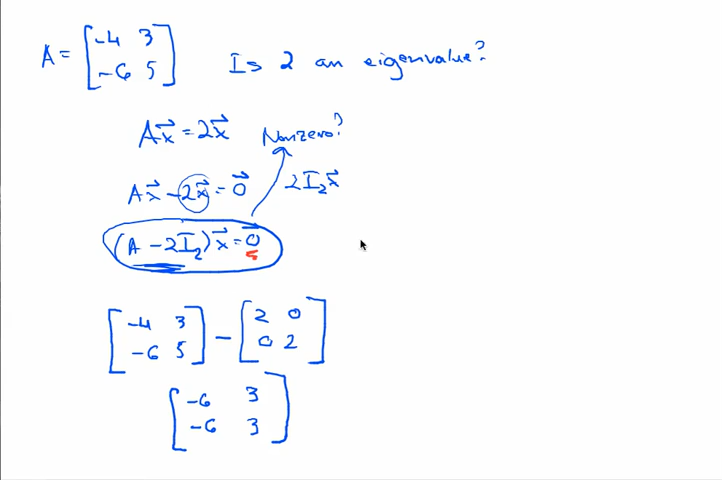 A = [-4 3; -6 5] Is 2 an eigenvalue?
Ax⃗ = 2x⃗ Nonzero?
Ax⃗ - 2x⃗ = 0⃗ 2I₂x⃗
(A - 2I₂)x⃗ = 0⃗
[-4 3; -6 5] - [2 0; 0 2]
[-6 3; -6 3]